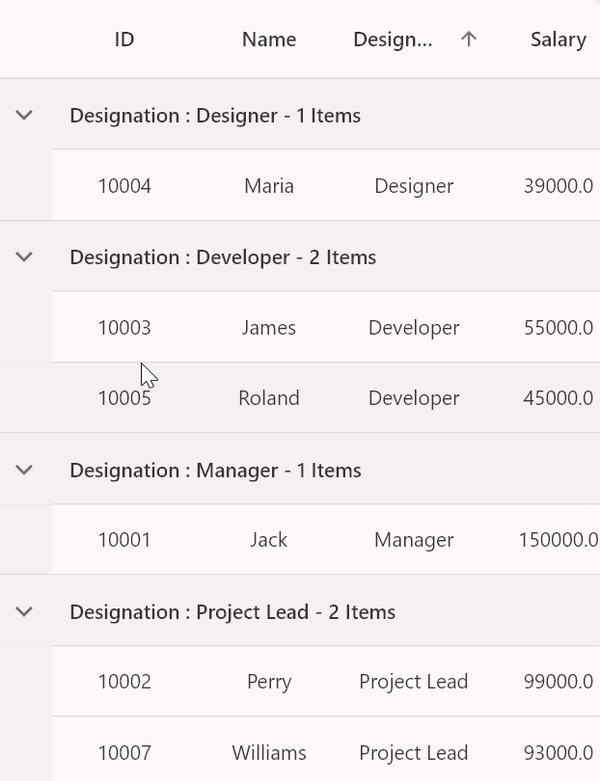 ID Name Design... Salary
Designation : Designer - 1 Items
10004 Maria Designer 39000.0
Designation : Developer - 2 Items
10003 James Developer 55000.0
10005 Roland Developer 45000.0
Designation : Manager - 1 Items
10001 Jack Manager 150000.0
Designation : Project Lead - 2 Items
10002 Perry Project Lead 99000.0
10007 Williams Project Lead 93000.0